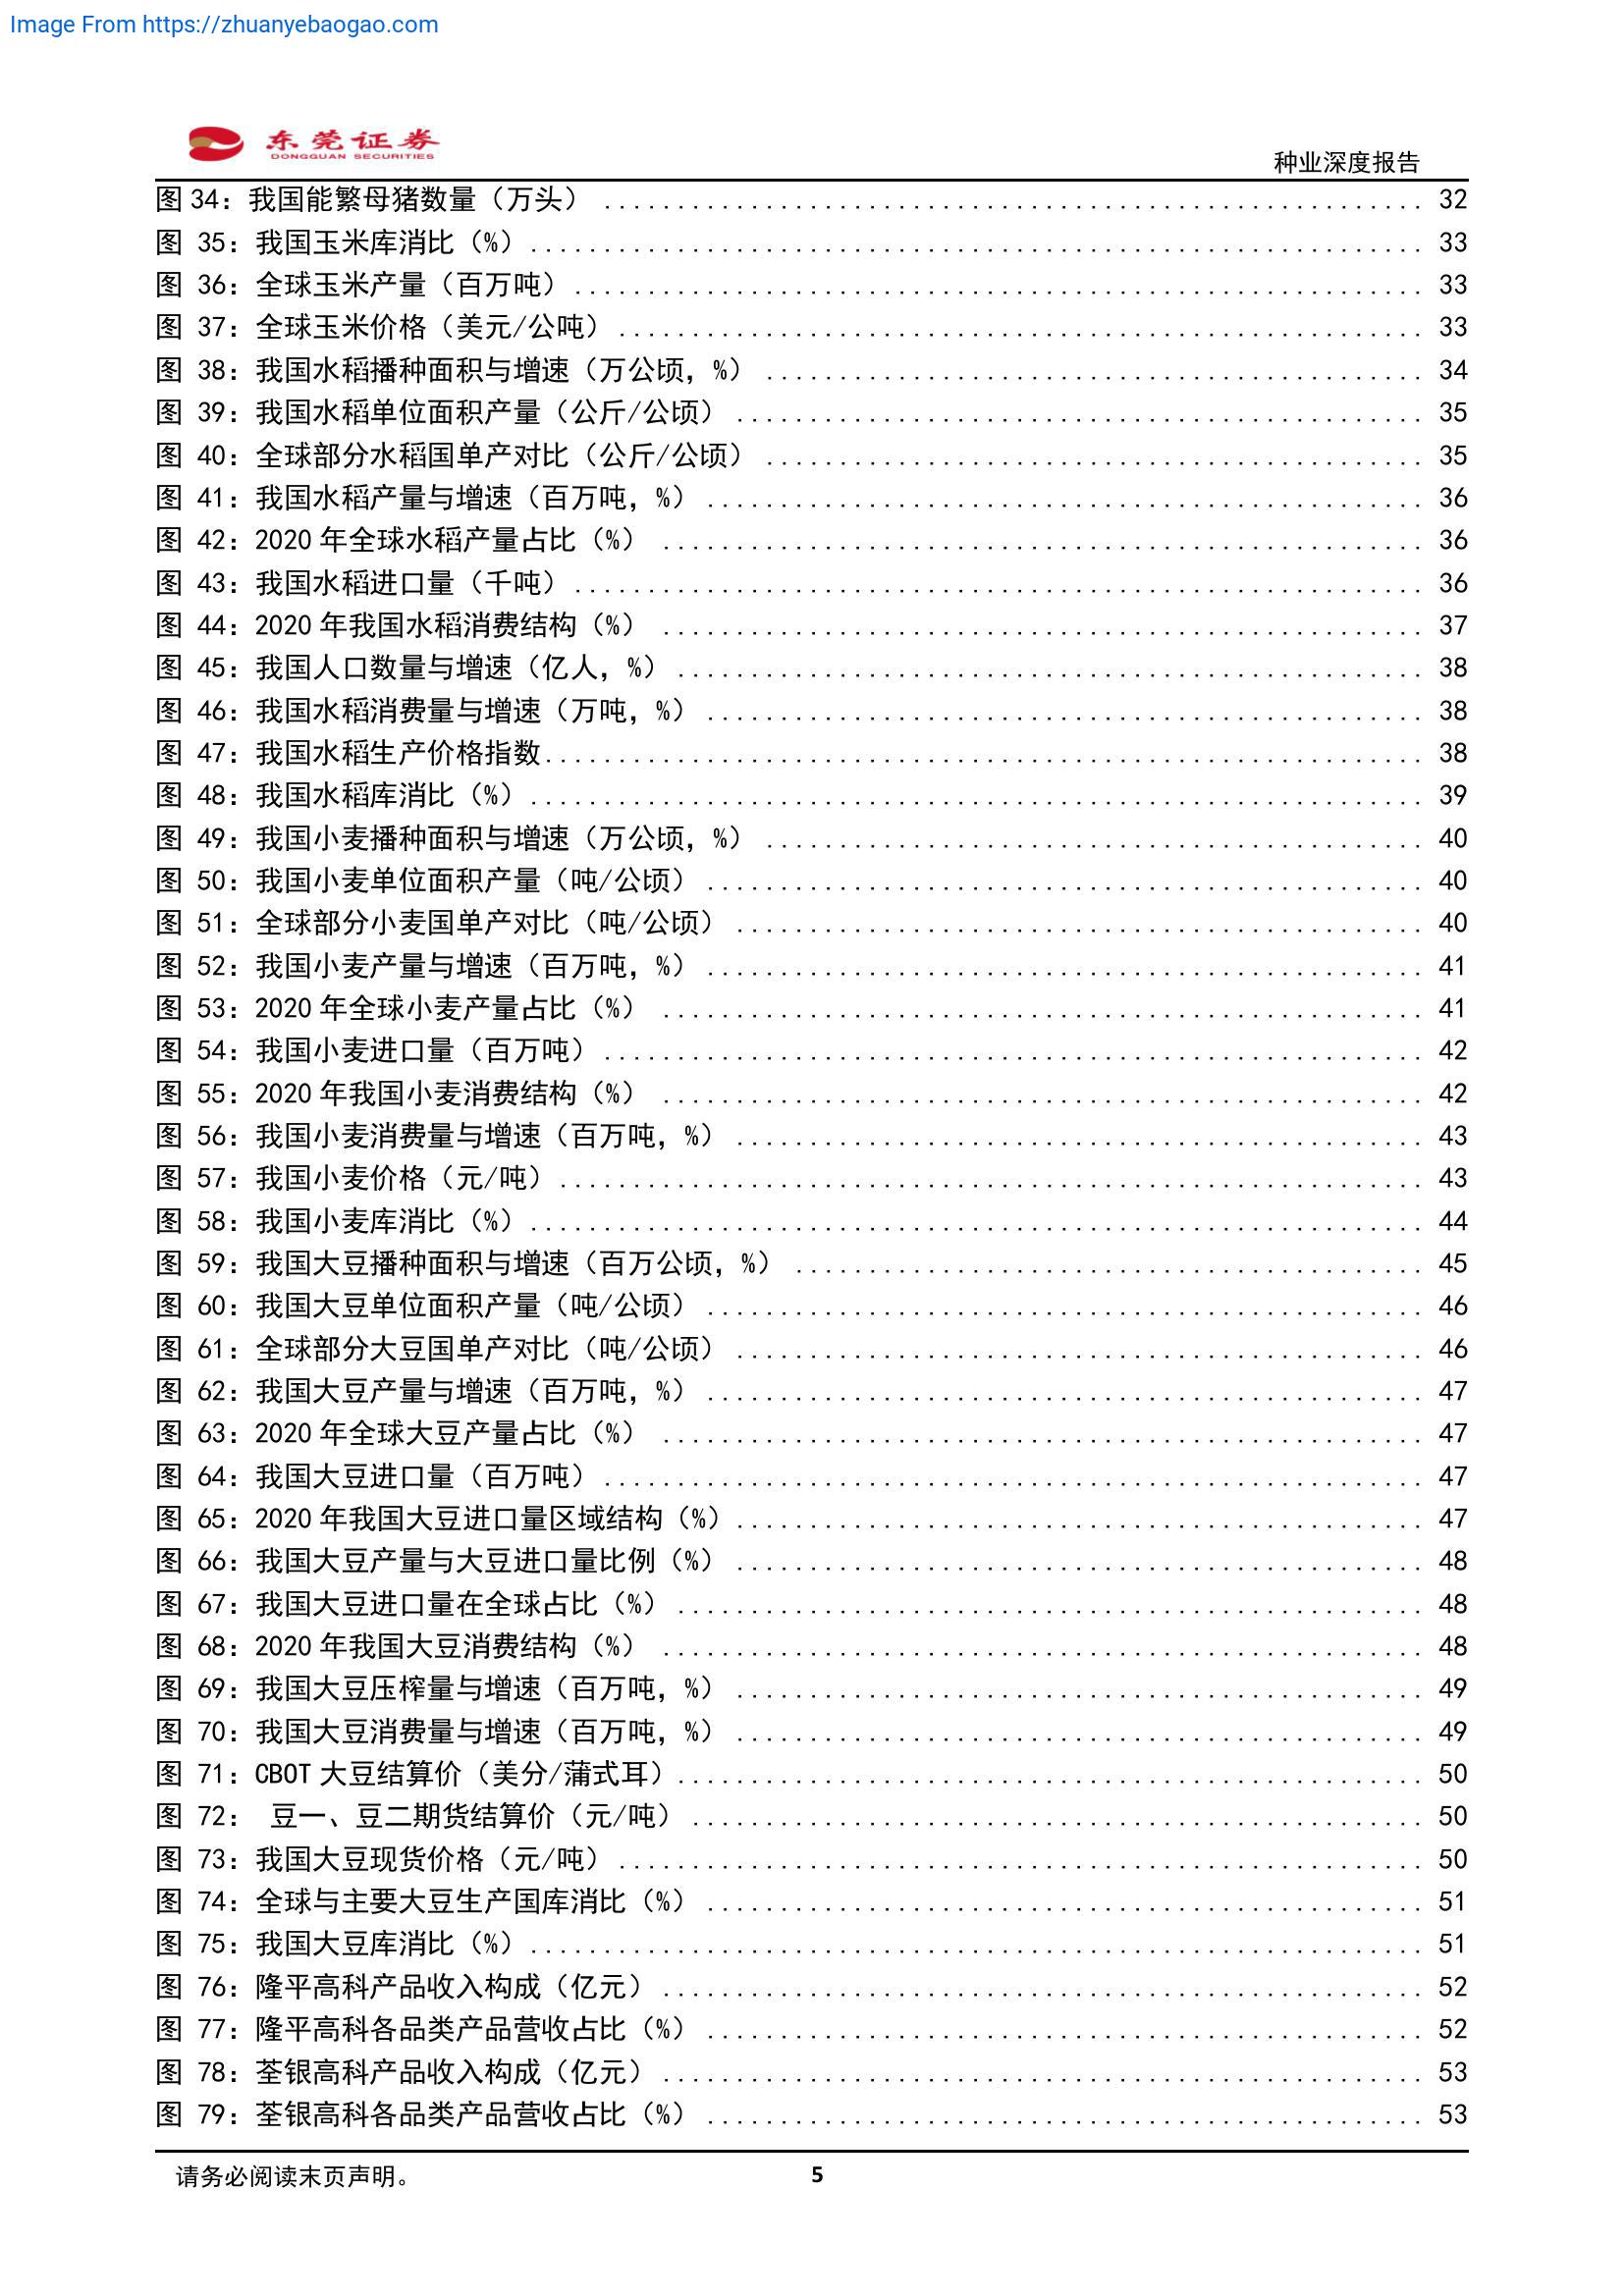 Image From https://zhuanyebaogao.com
东莞证券
DONGGUAN SECURITIES
种业深度报告
图34：我国能繁母猪数量（万头） ........ 32
图 35：我国玉米库消比（%）........ 33
图 36：全球玉米产量（百万吨）........ 33
图 37：全球玉米价格（美元/公吨）........ 33
图 38：我国水稻播种面积与增速（万公顷，%） ........ 34
图 39：我国水稻单位面积产量（公斤/公顷） ........ 35
图 40：全球部分水稻国单产对比（公斤/公顷） ........ 35
图 41：我国水稻产量与增速（百万吨，%） ........ 36
图 42：2020 年全球水稻产量占比（%） ........ 36
图 43：我国水稻进口量（千吨）........ 36
图 44：2020 年我国水稻消费结构（%） ........ 37
图 45：我国人口数量与增速（亿人，%） ........ 38
图 46：我国水稻消费量与增速（万吨，%） ........ 38
图 47：我国水稻生产价格指数........ 38
图 48：我国水稻库消比（%）........ 39
图 49：我国小麦播种面积与增速（万公顷，%） ........ 40
图 50：我国小麦单位面积产量（吨/公顷） ........ 40
图 51：全球部分小麦国单产对比（吨/公顷） ........ 40
图 52：我国小麦产量与增速（百万吨，%） ........ 41
图 53：2020 年全球小麦产量占比（%） ........ 41
图 54：我国小麦进口量（百万吨）........ 42
图 55：2020 年我国小麦消费结构（%） ........ 42
图 56：我国小麦消费量与增速（百万吨，%） ........ 43
图 57：我国小麦价格（元/吨）........ 43
图 58：我国小麦库消比（%）........ 44
图 59：我国大豆播种面积与增速（百万公顷，%） ........ 45
图 60：我国大豆单位面积产量（吨/公顷） ........ 46
图 61：全球部分大豆国单产对比（吨/公顷） ........ 46
图 62：我国大豆产量与增速（百万吨，%） ........ 47
图 63：2020 年全球大豆产量占比（%） ........ 47
图 64：我国大豆进口量（百万吨）........ 47
图 65：2020 年我国大豆进口量区域结构（%）........ 47
图 66：我国大豆产量与大豆进口量比例（%） ........ 48
图 67：我国大豆进口量在全球占比（%） ........ 48
图 68：2020 年我国大豆消费结构（%） ........ 48
图 69：我国大豆压榨量与增速（百万吨，%） ........ 49
图 70：我国大豆消费量与增速（百万吨，%） ........ 49
图 71：CBOT 大豆结算价（美分/蒲式耳）........ 50
图 72： 豆一、豆二期货结算价（元/吨） ........ 50
图 73：我国大豆现货价格（元/吨）........ 50
图 74：全球与主要大豆生产国库消比（%） ........ 51
图 75：我国大豆库消比（%）........ 51
图 76：隆平高科产品收入构成（亿元） ........ 52
图 77：隆平高科各品类产品营收占比（%） ........ 52
图 78：荃银高科产品收入构成（亿元） ........ 53
图 79：荃银高科各品类产品营收占比（%） ........ 53
请务必阅读末页声明。
5